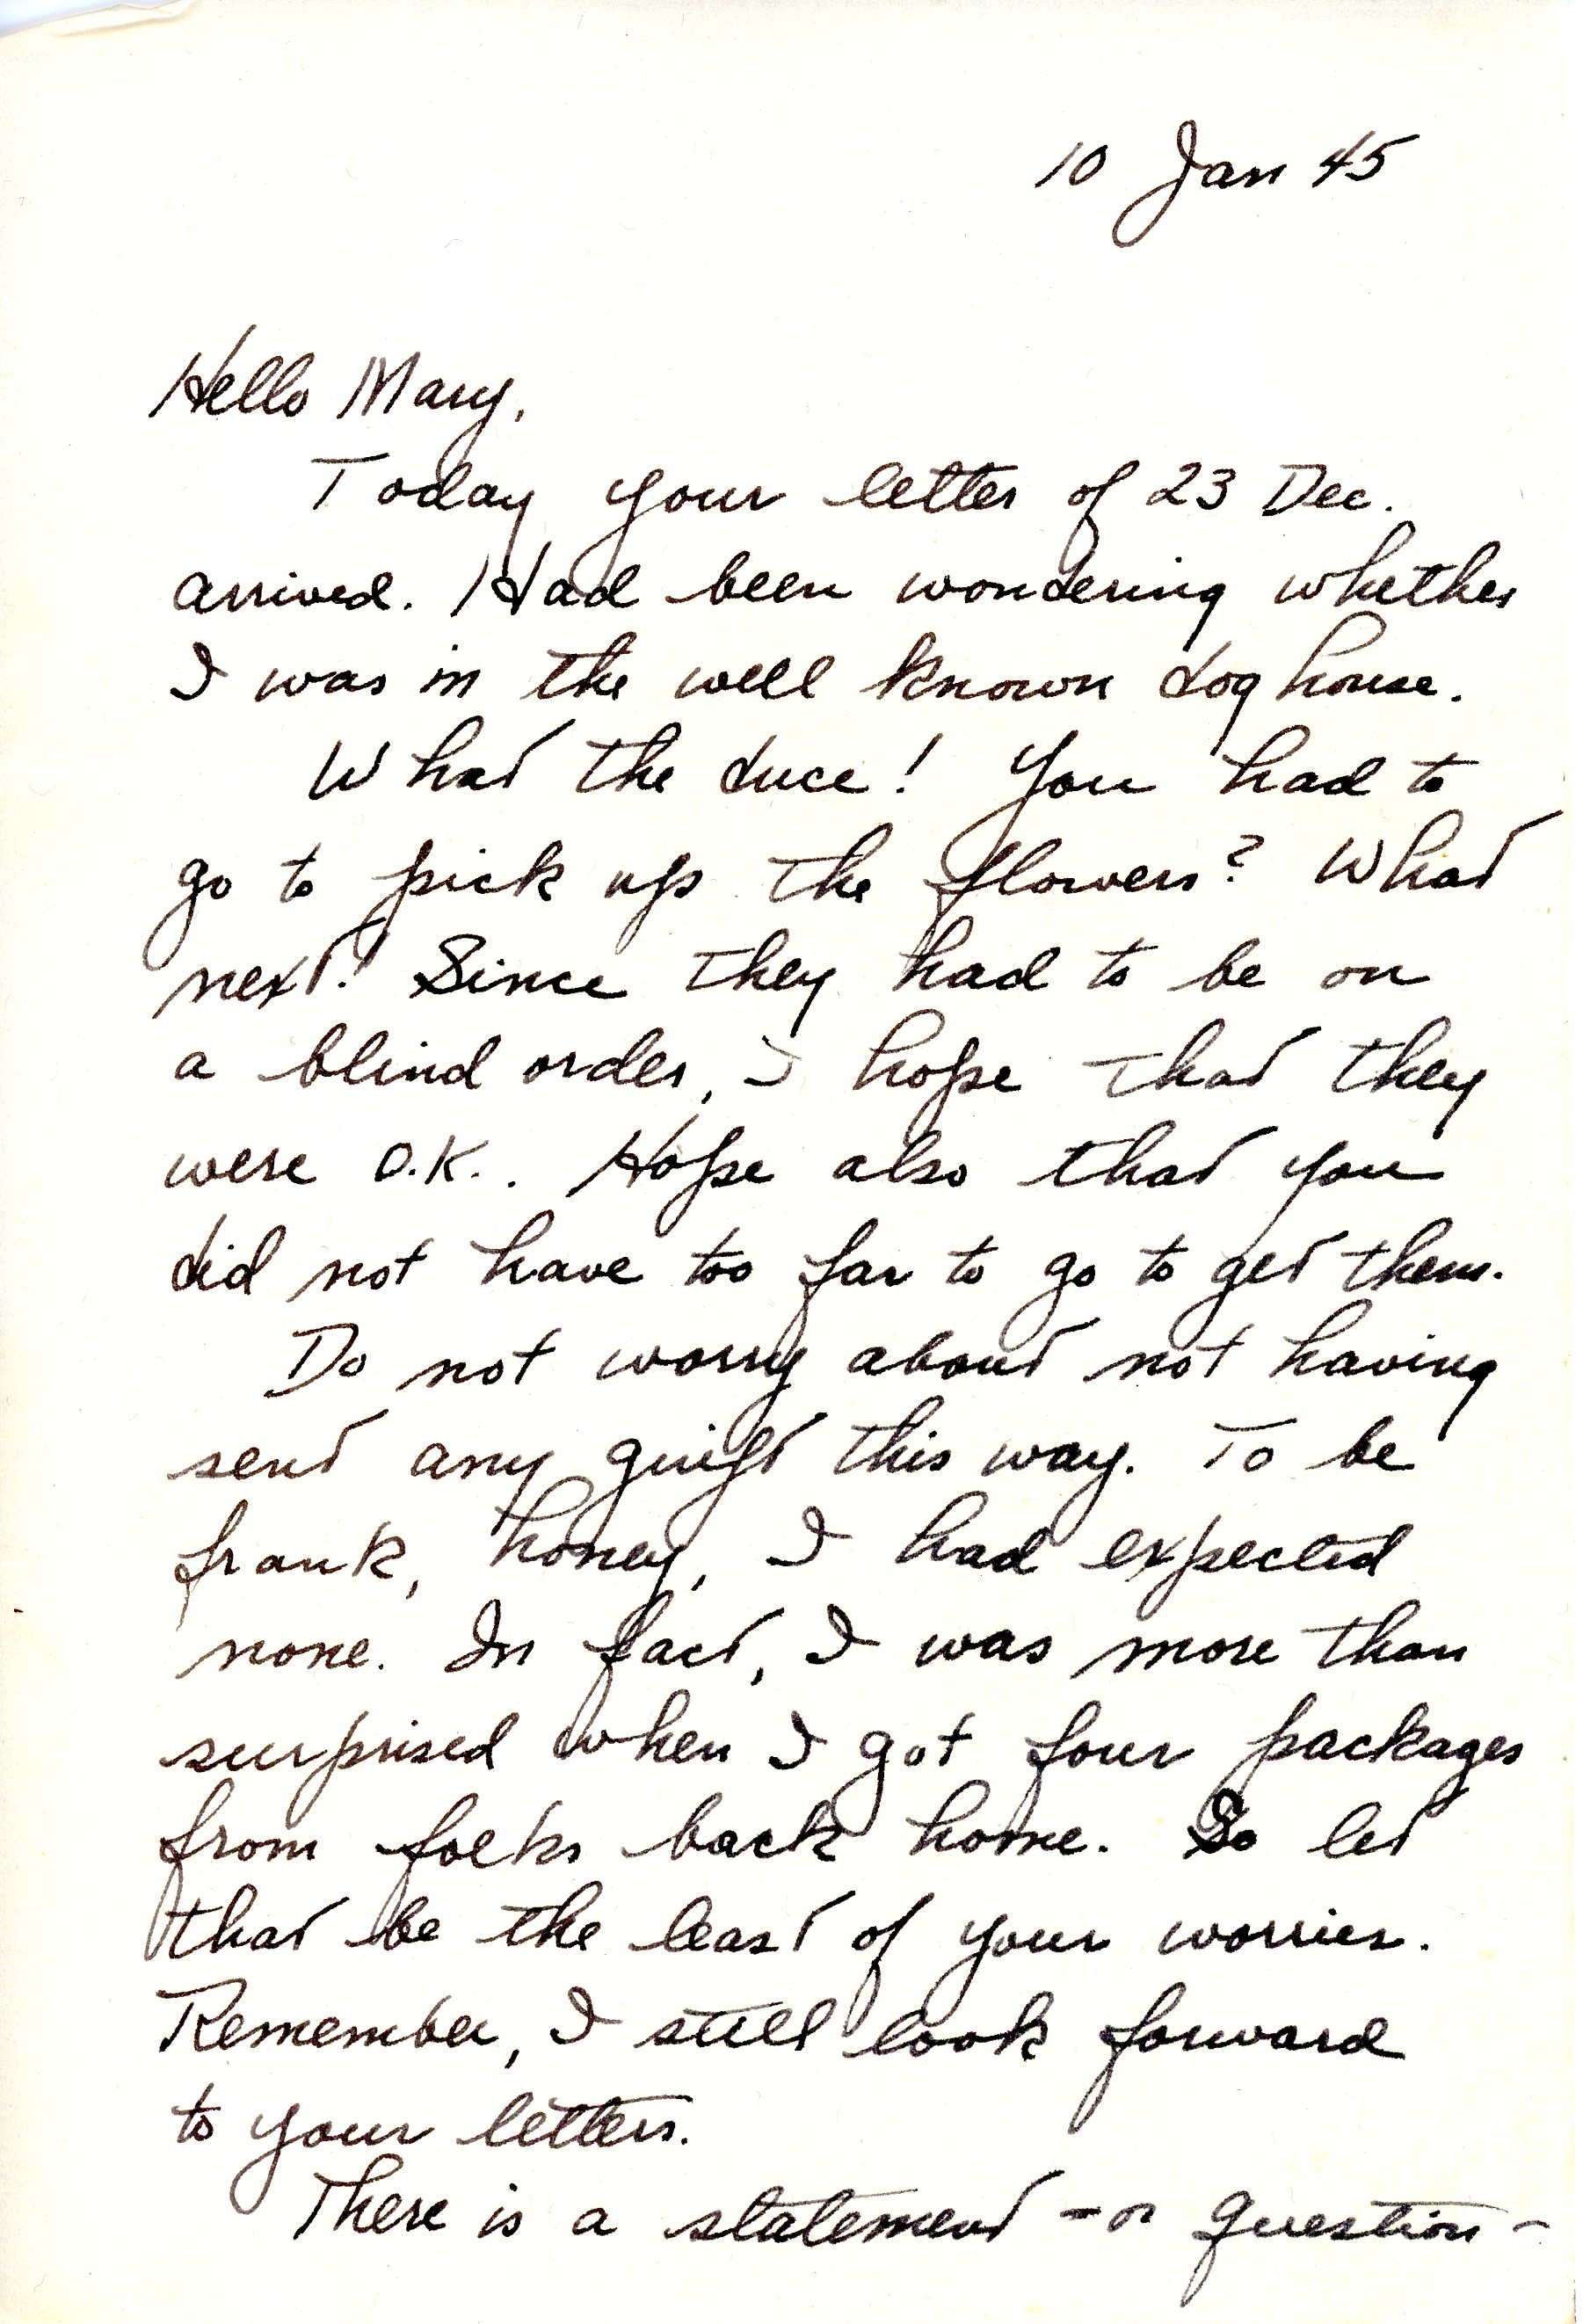 10 Jan 45
Hello Mary,
Today your letter of 23 Dec.
arrived. Had been wondering whether
I was in the well known dog house.
What the duce! You had to
go to pick up the flowers? What
next! Since they had to be on
a blind order, I hope that they
were O.K.. Hope also that you
did not have too far to go to get them.
Do not worry about not having
sent any guift this way. To be
frank, honey, I had expected
none. In fact, I was more than
surprised when I got four packages
from folks back home. So let
that be the least of your worries.
Remember, I still look forward
to your letters.
There is a statement - or question -